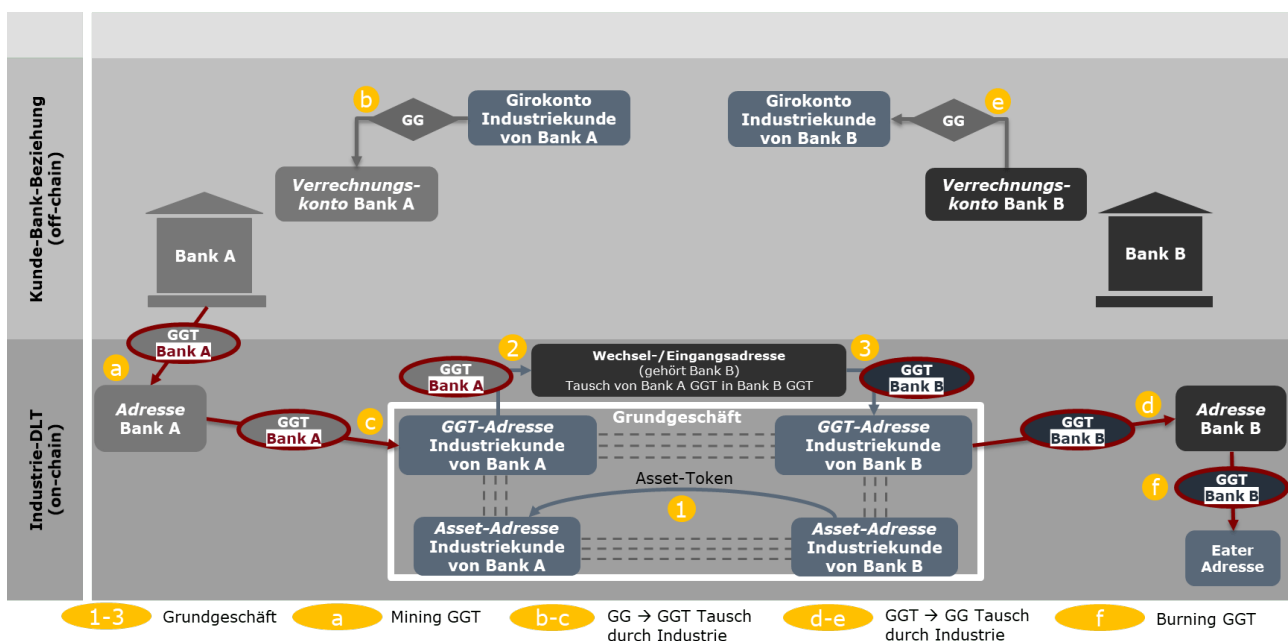 Kunde-Bank-Beziehung
(off-chain)
b
GG
Girokonto
Industriekunde
von Bank A
Girokonto
Industriekunde
von Bank B
GG
e
Verrechnungs-
konto Bank A
Verrechnungs-
konto Bank B
Bank A
Bank B
Industrie-DLT
(on-chain)
GGT
Bank A
a
Adresse
Bank A
GGT
Bank A
c
GGT
Bank A
2
Wechsel-/Eingangsadresse
(gehört Bank B)
Tausch von Bank A GGT in Bank B GGT
3
GGT
Bank B
Grundgeschäft
GGT-Adresse
Industriekunde
von Bank A
GGT-Adresse
Industriekunde
von Bank B
Asset-Token
1
Asset-Adresse
Industriekunde
von Bank A
Asset-Adresse
Industriekunde
von Bank B
GGT
Bank B
d
Adresse
Bank B
f
GGT
Bank B
Eater
Adresse
1-3
Grundgeschäft
a
Mining GGT
b-c
GG → GGT Tausch
durch Industrie
d-e
GGT → GG Tausch
durch Industrie
f
Burning GGT